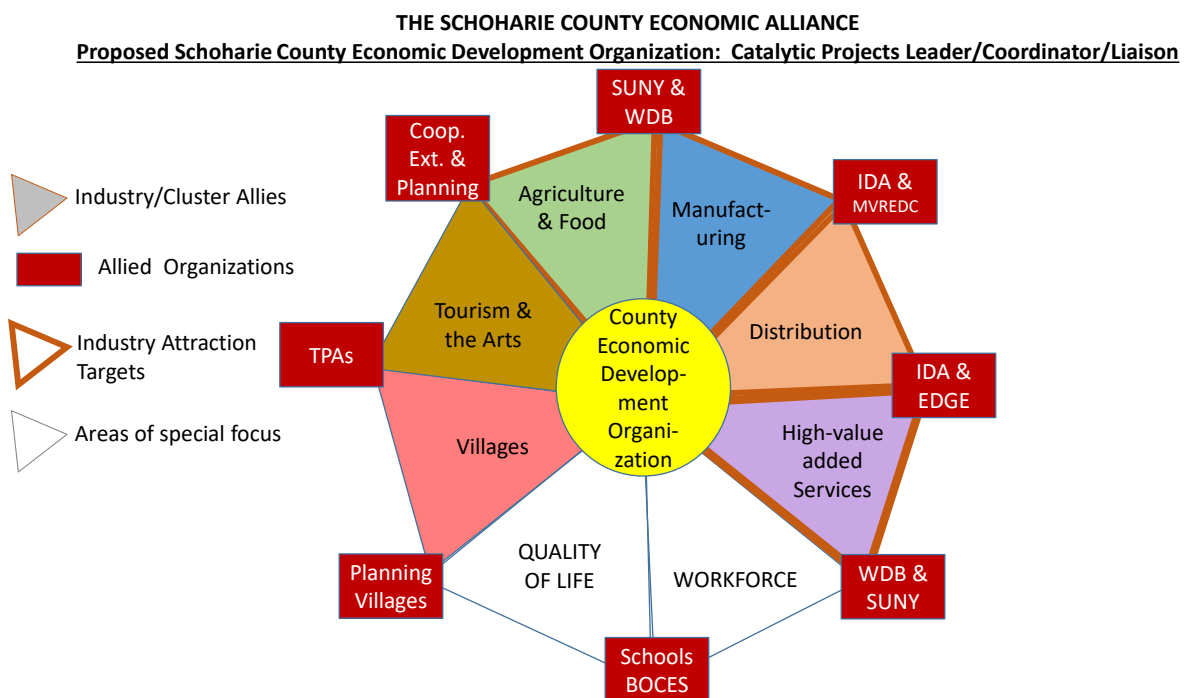 THE SCHOHARIE COUNTY ECONOMIC ALLIANCE
Proposed Schoharie County Economic Development Organization:  Catalytic Projects Leader/Coordinator/Liaison
SUNY &
WDB
Coop.
Ext. &
Planning
IDA &
MVREDC
Industry/Cluster Allies
Allied Organizations
Industry Attraction
Targets
Areas of special focus
Agriculture
& Food
Manufact-
uring
Tourism &
the Arts
County
Economic
Develop-
ment
Organi-
zation
Distribution
TPAs
IDA &
EDGE
Villages
High-value
added
Services
QUALITY
OF LIFE
WORKFORCE
Planning
Villages
WDB &
SUNY
Schools
BOCES